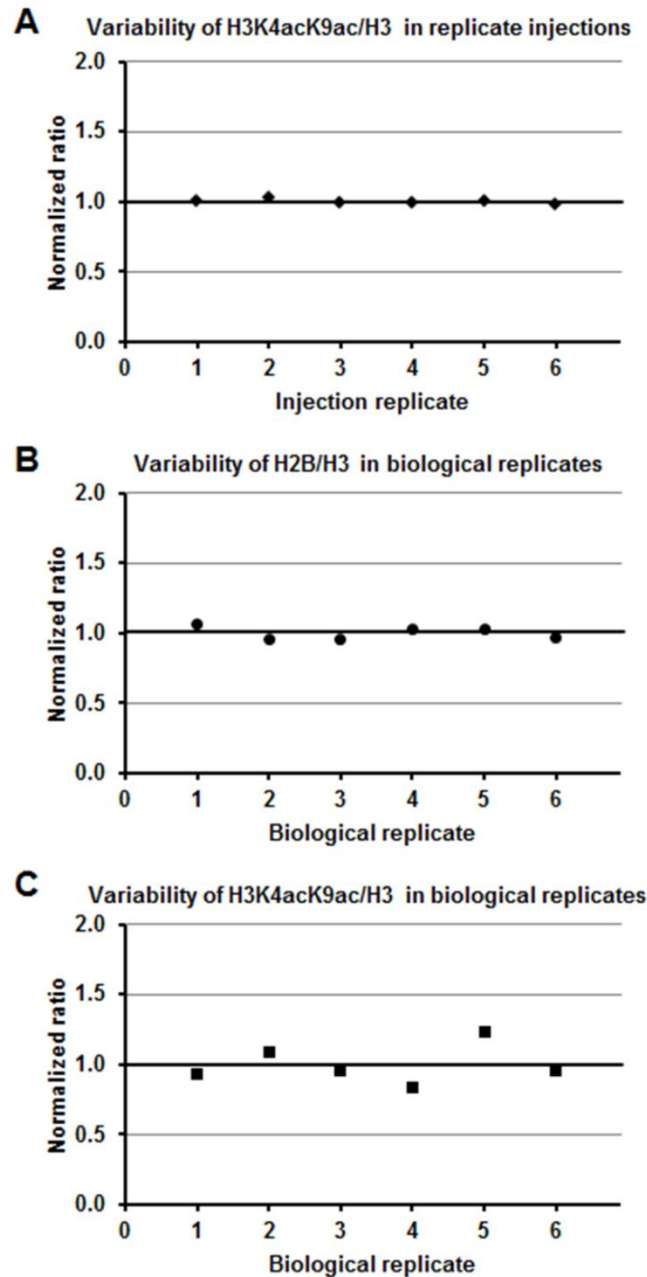 A
Variability of H3K4acK9ac/H3 in replicate injections
Normalized ratio
2.0
1.5
1.0
0.5
0.0
0 1 2 3 4 5 6
Injection replicate
B
Variability of H2B/H3 in biological replicates
Normalized ratio
2.0
1.5
1.0
0.5
0.0
0 1 2 3 4 5 6
Biological replicate
C
Variability of H3K4acK9ac/H3 in biological replicates
Normalized ratio
2.0
1.5
1.0
0.5
0.0
0 1 2 3 4 5 6
Biological replicate